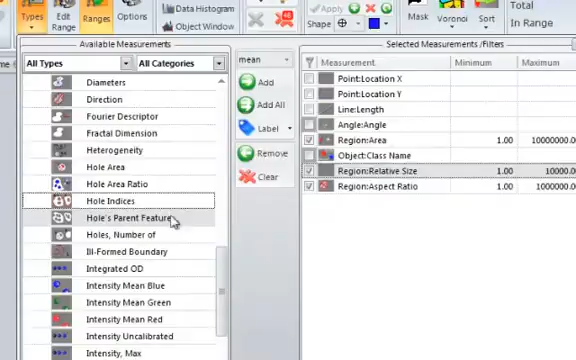 Types
Edit
Range
Ranges
Options
Data Histogram
Object Window
Apply
Shape
Mask
Voronoi
Sort
Total
In Range
Available Measurements
All Types
All Categories
Diameters
Direction
Fourier Descriptor
Fractal Dimension
Heterogeneity
Hole Area
Hole Area Ratio
Hole Indices
Hole's Parent Feature
Holes, Number of
Ill-Formed Boundary
Integrated OD
Intensity Mean Blue
Intensity Mean Green
Intensity Mean Red
Intensity Uncalibrated
Intensity, Max
mean
Add
Add All
Label
Remove
Clear
Selected Measurements /Filters
Measurement Minimum Maximum
Point:Location X
Point:Location Y
Line:Length
Angle:Angle
Region:Area 1.00 10000000.
Object:Class Name
Region:Relative Size 1.00 10000.
Region:Aspect Ratio 1.00 1000000.